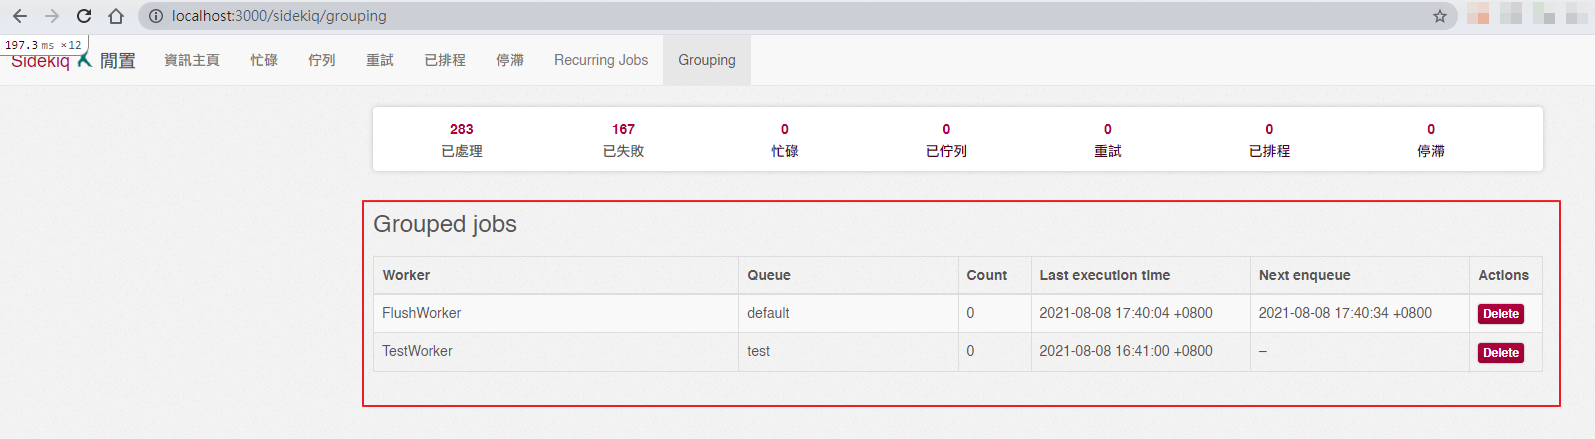 localhost:3000/sidekiq/grouping
197.3 ms ×12
Sidekiq 閒置 資訊主頁 忙碌 佇列 重試 已排程 停滯 Recurring Jobs Grouping
283 167 0 0 0 0 0
已處理 已失敗 忙碌 已佇列 重試 已排程 停滯
Grouped jobs
Worker Queue Count Last execution time Next enqueue Actions
FlushWorker default 0 2021-08-08 17:40:04 +0800 2021-08-08 17:40:34 +0800 Delete
TestWorker test 0 2021-08-08 16:41:00 +0800 – Delete